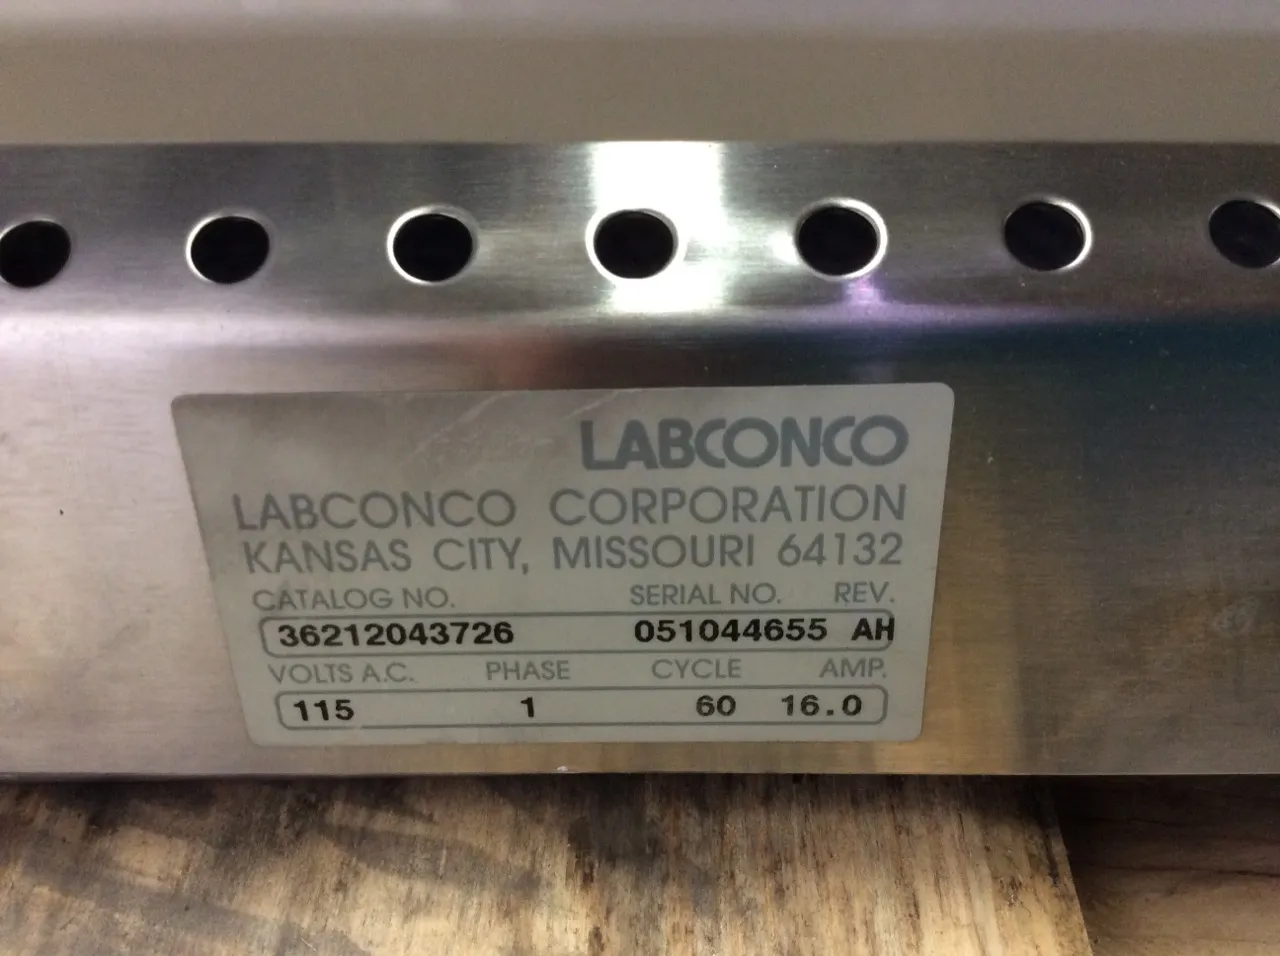 LABCONCO
LABCONCO CORPORATION
KANSAS CITY, MISSOURI 64132
CATALOG NO. SERIAL NO. REV.
36212043726 051044655 AH
VOLTS A.C. PHASE CYCLE AMP.
115 1 60 16.0